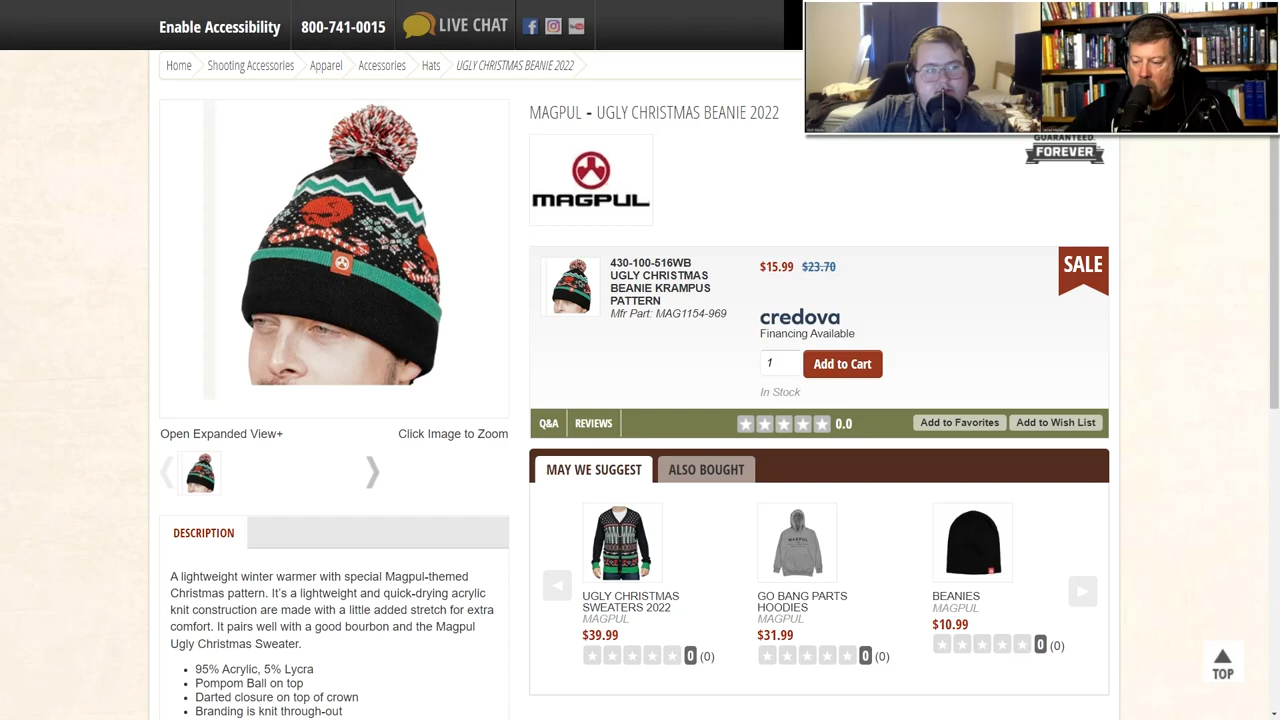 Enable Accessibility
800-741-0015
LIVE CHAT
Home
Shooting Accessories
Apparel
Accessories
Hats
UGLY CHRISTMAS BEANIE 2022
MAGPUL - UGLY CHRISTMAS BEANIE 2022
MAGPUL
GUARANTEED
FOREVER
430-100-516WB
UGLY CHRISTMAS
BEANIE KRAMPUS
PATTERN
Mfr Part: MAG1154-969
$15.99 $23.70
SALE
credova
Financing Available
1
Add to Cart
In Stock
Q&A
REVIEWS
0.0
Add to Favorites
Add to Wish List
Open Expanded View+
Click Image to Zoom
MAY WE SUGGEST
ALSO BOUGHT
UGLY CHRISTMAS
SWEATERS 2022
MAGPUL
$39.99
0 (0)
GO BANG PARTS
HOODIES
MAGPUL
$31.99
0 (0)
BEANIES
MAGPUL
$10.99
0 (0)
DESCRIPTION
A lightweight winter warmer with special Magpul-themed
Christmas pattern. It's a lightweight and quick-drying acrylic
knit construction are made with a little added stretch for extra
comfort. It pairs well with a good bourbon and the Magpul
Ugly Christmas Sweater.
• 95% Acrylic, 5% Lycra
• Pompom Ball on top
• Darted closure on top of crown
• Branding is knit through-out
TOP